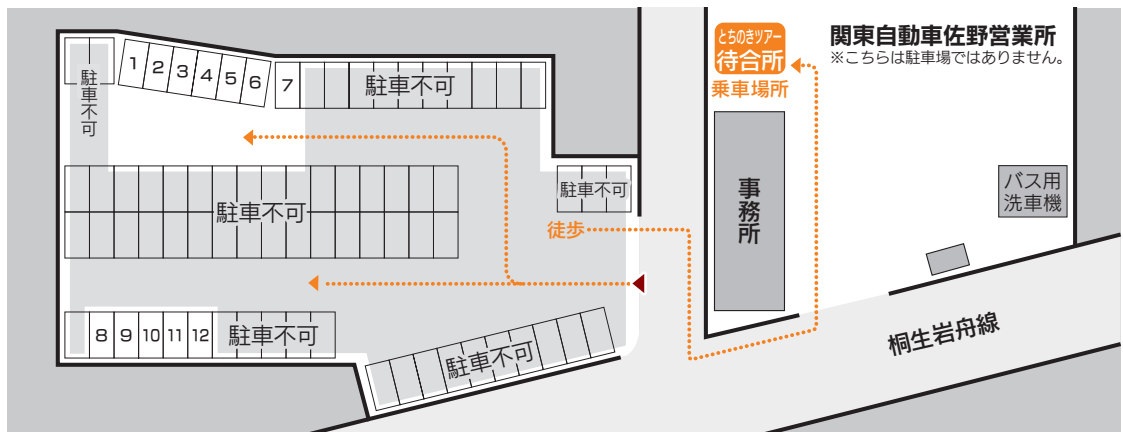 とちのきツアー
待合所
乗車場所
関東自動車佐野営業所
※こちらは駐車場ではありません。
駐車不可
1
2
3
4
5
6
7
駐車不可
駐車不可
駐車不可
徒歩
事務所
バス用
洗車機
8
9
10
11
12
駐車不可
駐車不可
桐生岩舟線